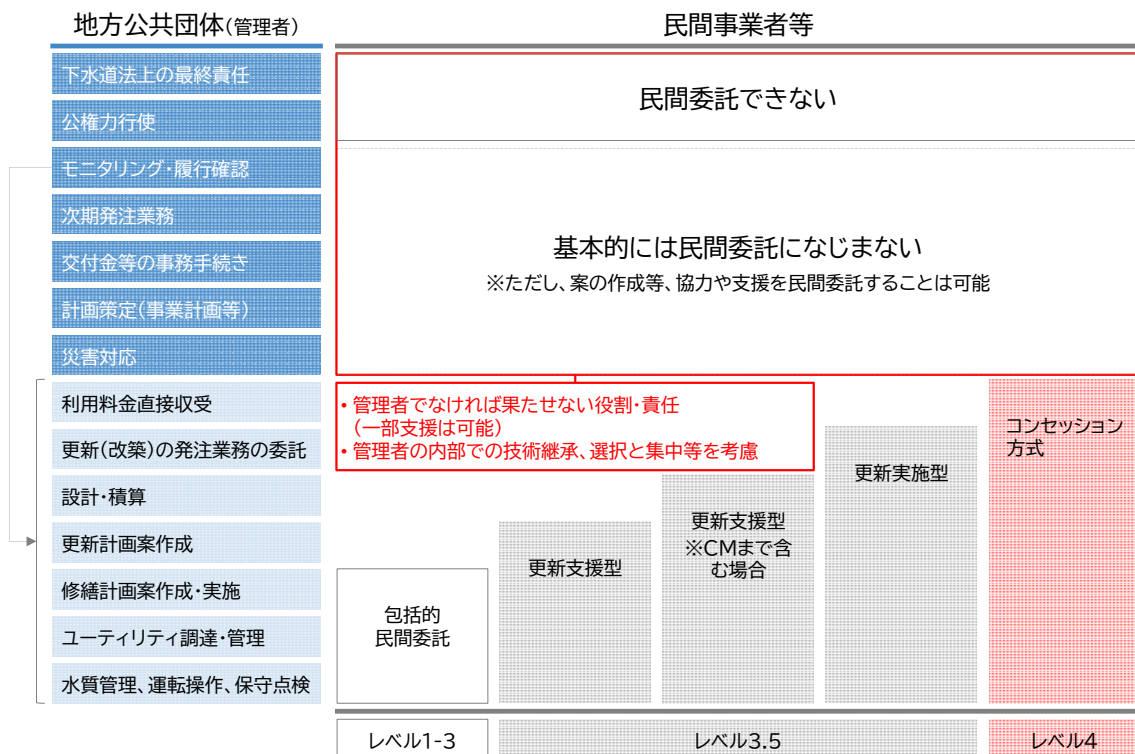 地方公共団体(管理者)
民間事業者等
下水道法上の最終責任
公権力行使
モニタリング・履行確認
次期発注業務
交付金等の事務手続き
計画策定(事業計画等)
災害対応
利用料金直接収受
更新(改築)の発注業務の委託
設計・積算
更新計画案作成
修繕計画案作成・実施
ユーティリティ調達・管理
水質管理、運転操作、保守点検
民間委託できない
基本的には民間委託になじまない
※ただし、案の作成等、協力や支援を民間委託することは可能
・管理者でなければ果たせない役割・責任
(一部支援は可能)
・管理者の内部での技術継承、選択と集中等を考慮
包括的
民間委託
更新支援型
更新支援型
※CMまで含
む場合
更新実施型
コンセッション
方式
レベル1-3
レベル3.5
レベル4